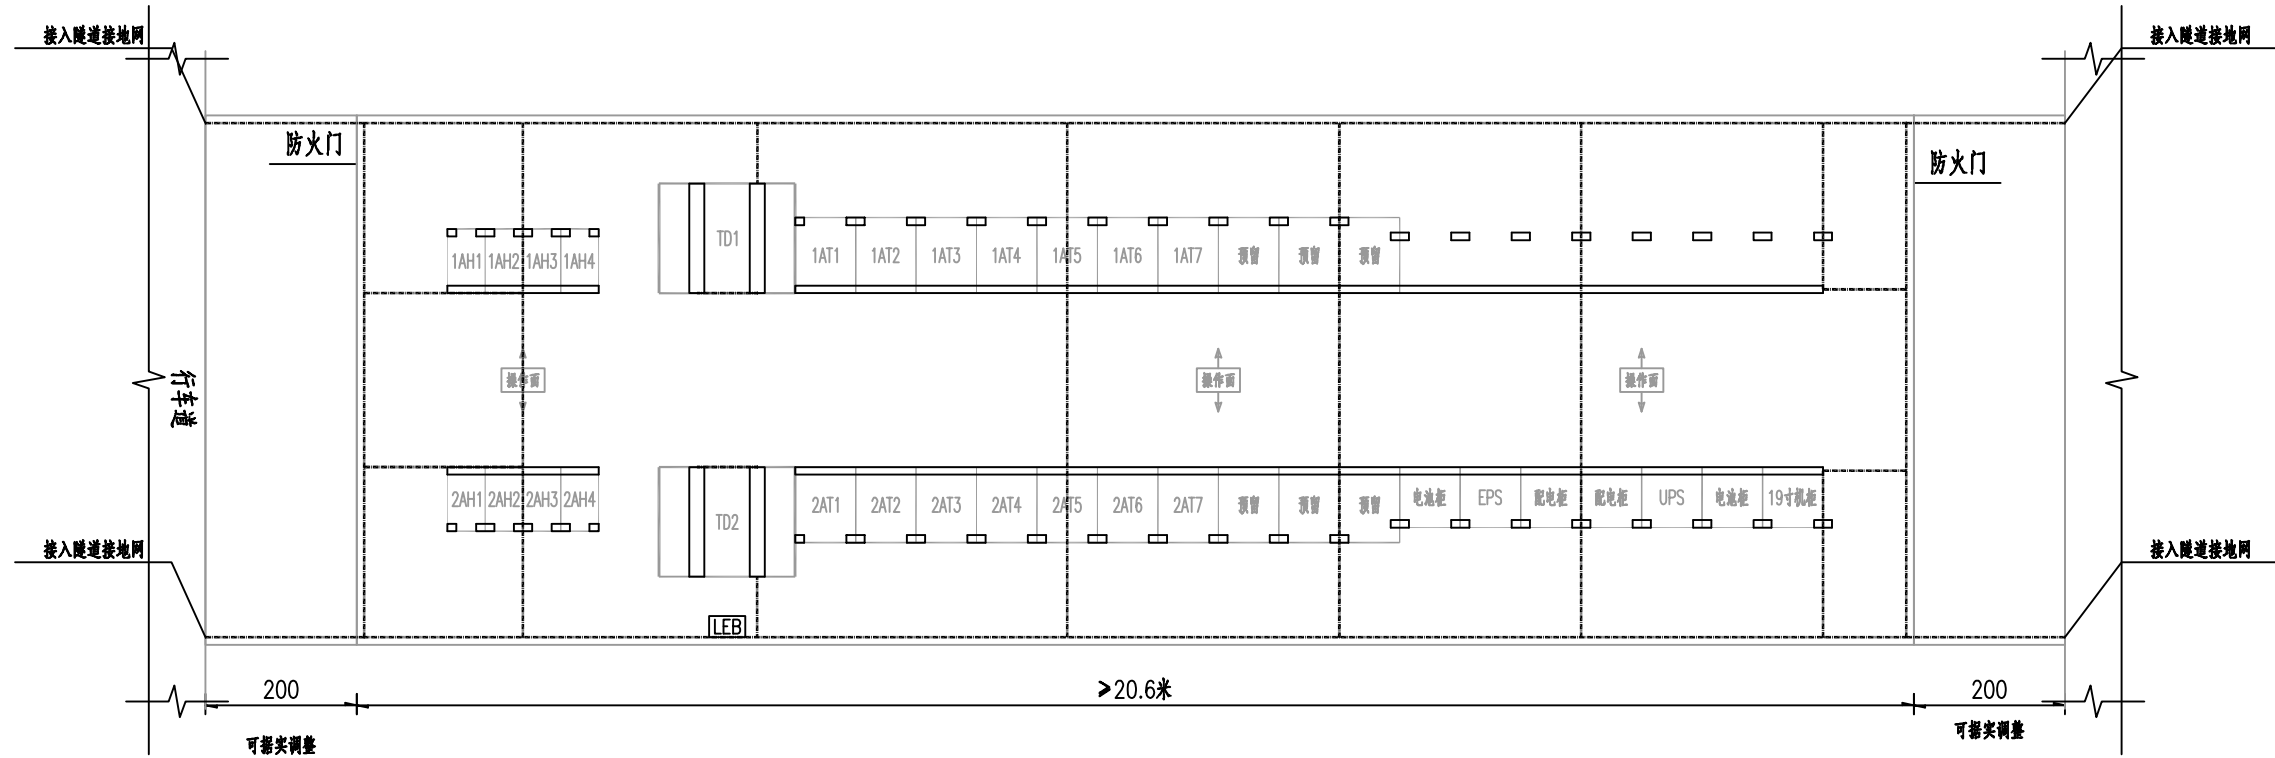 接入隧道接地网
接入隧道接地网
防火门
防火门
TD1
1AH1 1AH2 1AH3 1AH4
1AT1 1AT2 1AT3 1AT4 1AT5 1AT6 1AT7 预留 预留 预留
行车道
操作面
操作面
操作面
2AH1 2AH2 2AH3 2AH4
TD2
2AT1 2AT2 2AT3 2AT4 2AT5 2AT6 2AT7 预留 预留 预留 电池柜 EPS 配电柜 配电柜 UPS 电池柜 19寸机柜
接入隧道接地网
接入隧道接地网
LEB
200
>20.6米
200
可据实调整
可据实调整